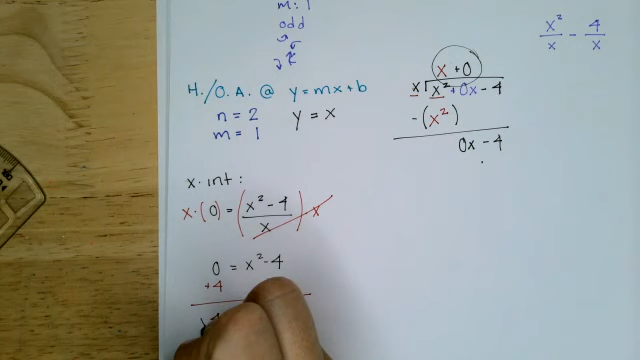 m: 1
odd
H./O.A. @ y = mx + b
n = 2
m = 1
y = x
x² / x - 4 / x
x + 0
x x² + 0x - 4
- (x²)
0x - 4
x. int :
x · (0) = (x² - 4 / x) x
0 = x² - 4
+4